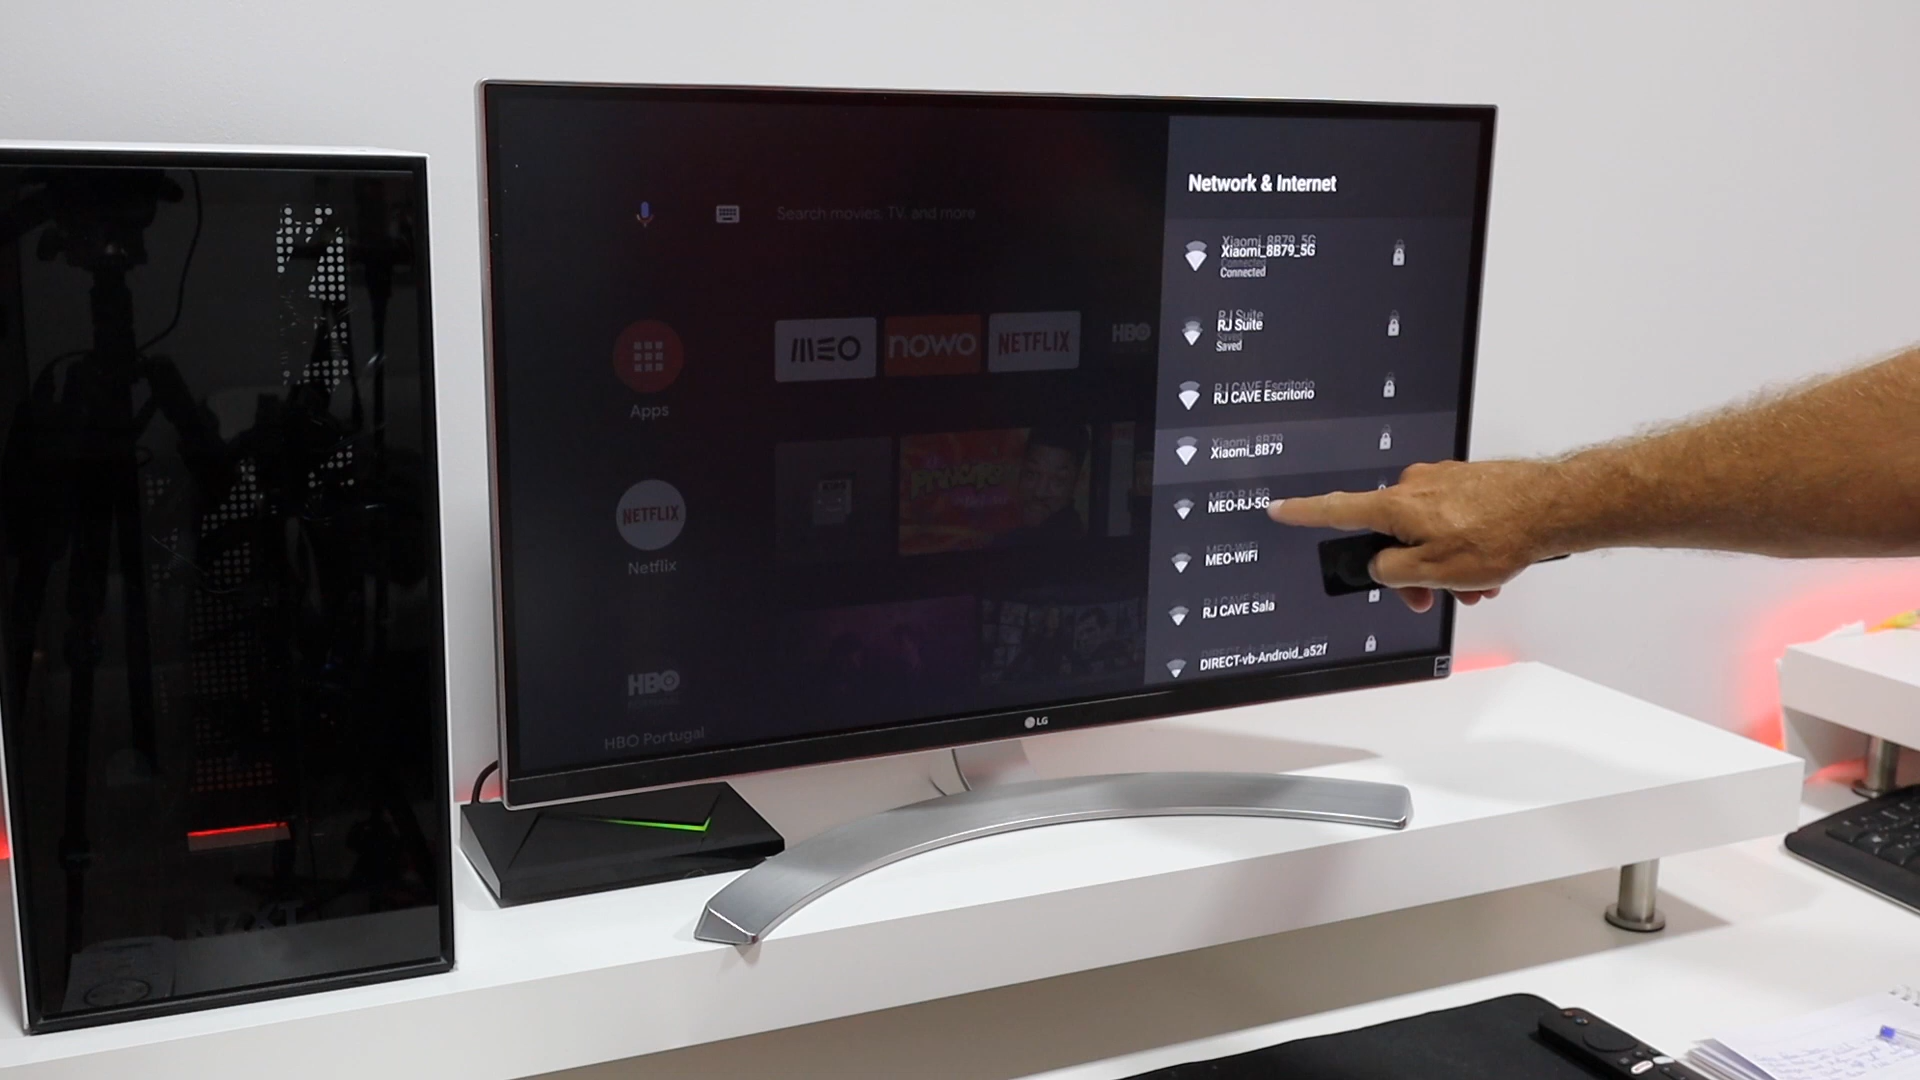 Network & Internet
Search movies, TV, and more
Xiaomi_8B79_5G
Connected
RJ Suite
Saved
MEO
nowo
NETFLIX
HBO
RJ CAVE Escritorio
Apps
Xiaomi_8B79
MEO-RJ-5G
NETFLIX
MEO-WiFi
Netflix
RJ CAVE Sala
DIRECT-vb-Android_a52f
HBO
HBO Portugal
LG
NZXT